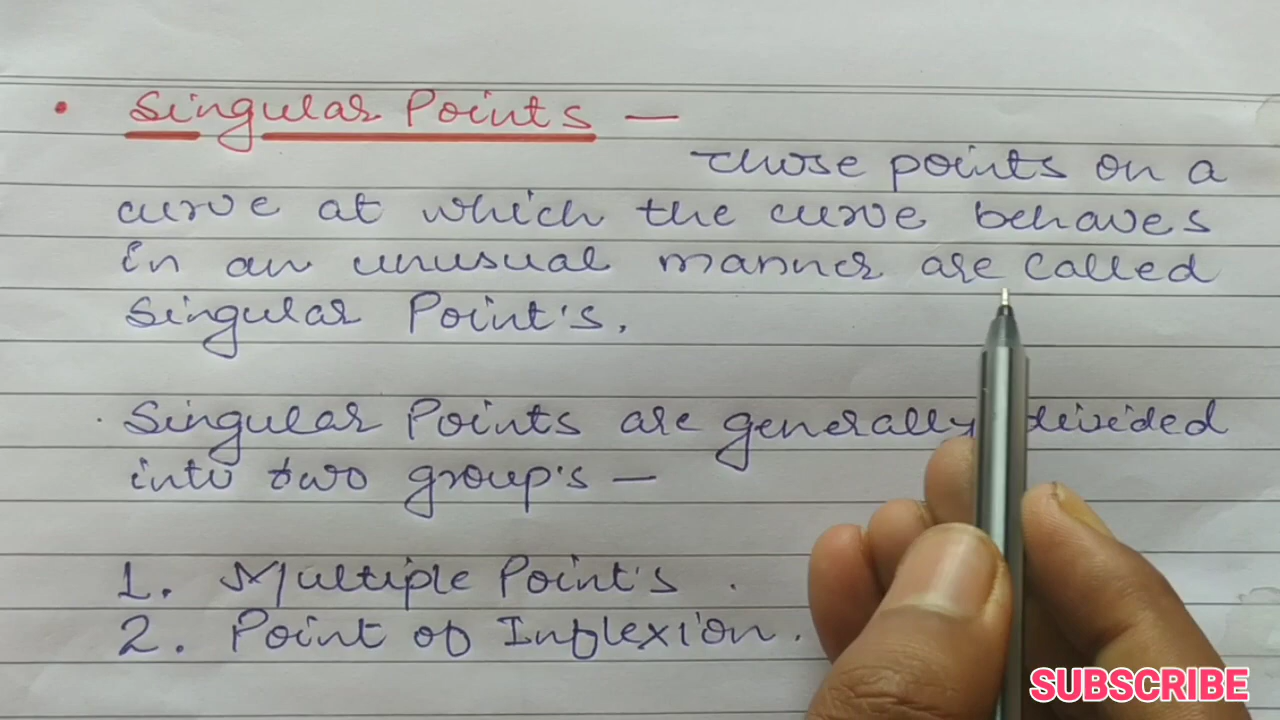 • Singular Points —
those points on a
curve at which the curve behaves
in an unusual manner are called
Singular Point's.
. Singular Points are generally divided
into two group's —
1. Multiple Point's .
2. Point of Inflexion.
SUBSCRIBE